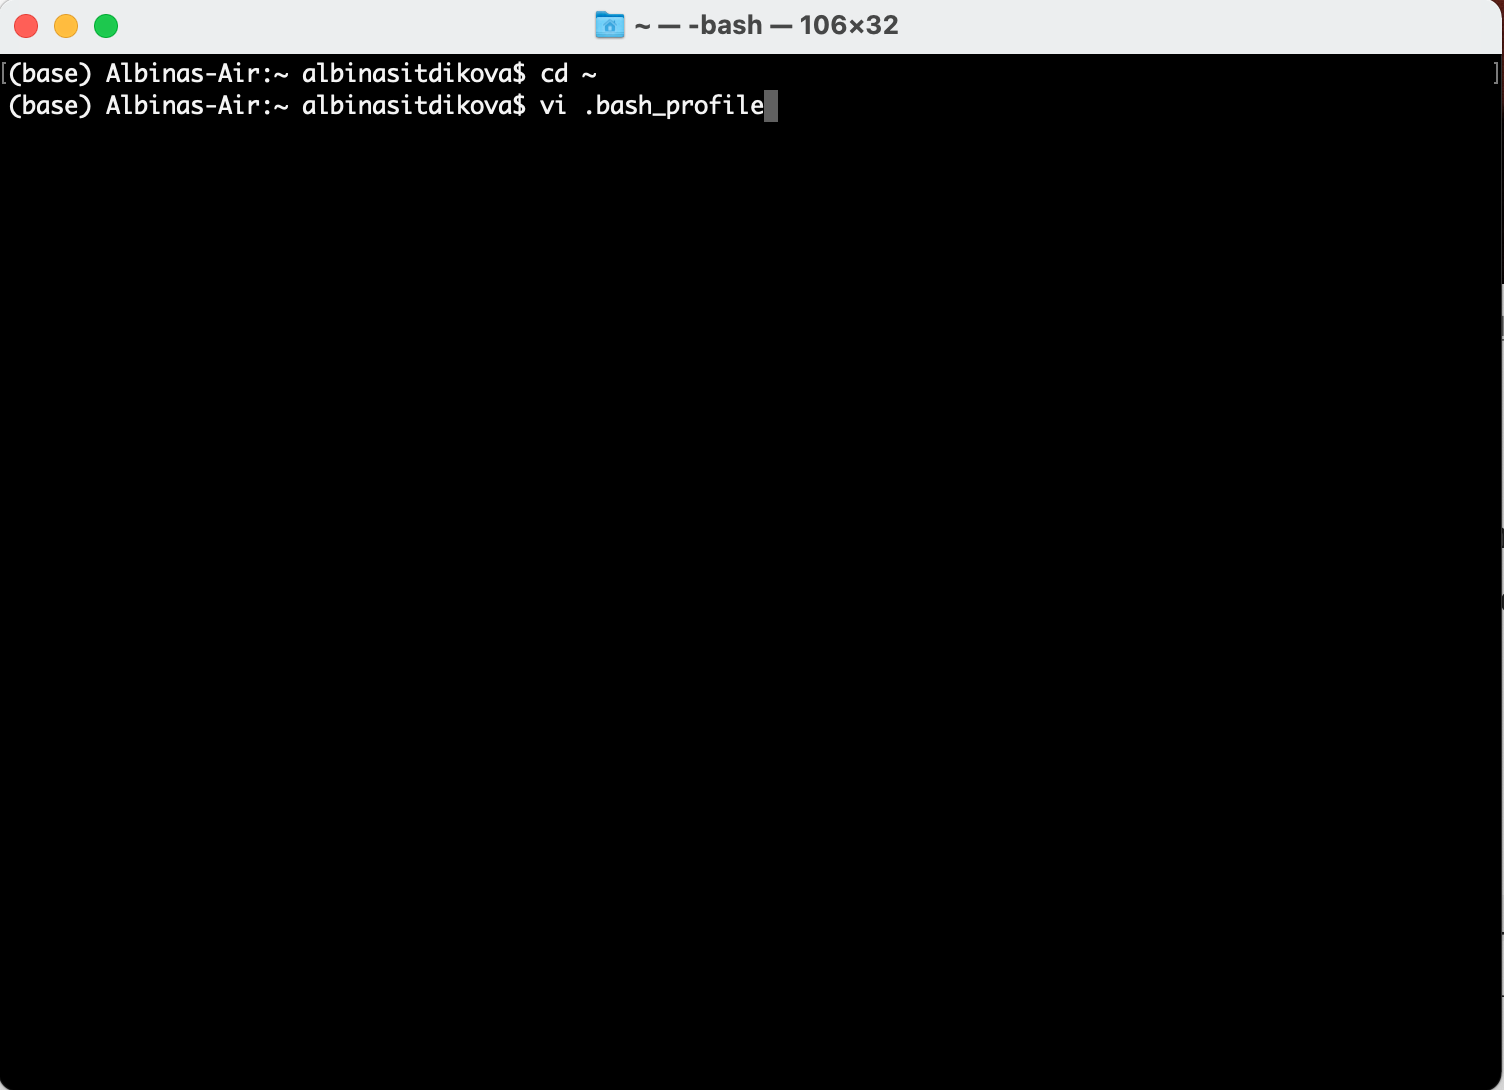 ~ — -bash — 106×32
(base) Albinas-Air:~ albinasitdikova$ cd ~
(base) Albinas-Air:~ albinasitdikova$ vi .bash_profile